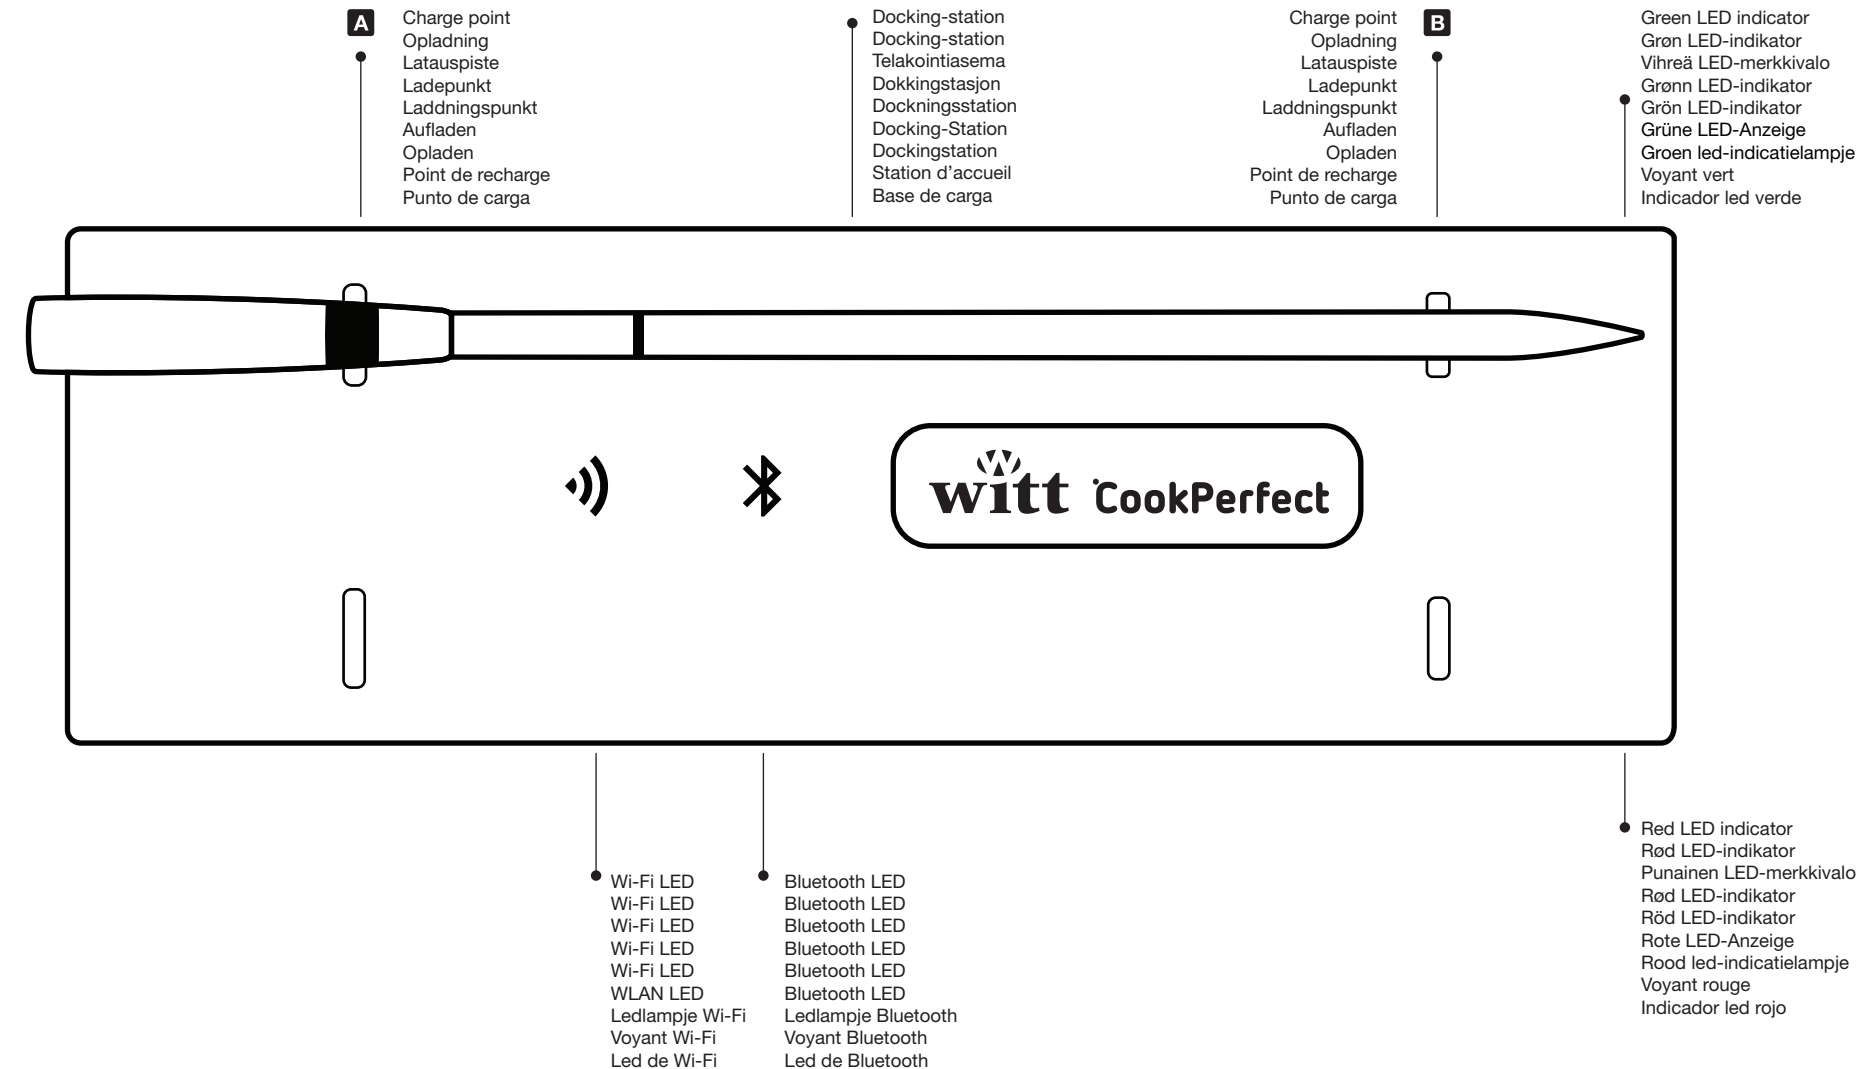 A
Charge point
Opladning
Latauspiste
Ladepunkt
Laddningspunkt
Aufladen
Opladen
Point de recharge
Punto de carga
Docking-station
Docking-station
Telakointiasema
Dokkingstasjon
Dockningsstation
Docking-Station
Dockingstation
Station d’accueil
Base de carga
Charge point
Opladning
Latauspiste
Ladepunkt
Laddningspunkt
Aufladen
Opladen
Point de recharge
Punto de carga
B
Green LED indicator
Grøn LED-indikator
Vihreä LED-merkkivalo
Grønn LED-indikator
Grön LED-indikator
Grüne LED-Anzeige
Groen led-indicatielampje
Voyant vert
Indicador led verde
witt CookPerfect
Wi-Fi LED
Wi-Fi LED
Wi-Fi LED
Wi-Fi LED
Wi-Fi LED
WLAN LED
Ledlampje Wi-Fi
Voyant Wi-Fi
Led de Wi-Fi
Bluetooth LED
Bluetooth LED
Bluetooth LED
Bluetooth LED
Bluetooth LED
Bluetooth LED
Ledlampje Bluetooth
Voyant Bluetooth
Led de Bluetooth
Red LED indicator
Rød LED-indikator
Punainen LED-merkkivalo
Rød LED-indikator
Röd LED-indikator
Rote LED-Anzeige
Rood led-indicatielampje
Voyant rouge
Indicador led rojo